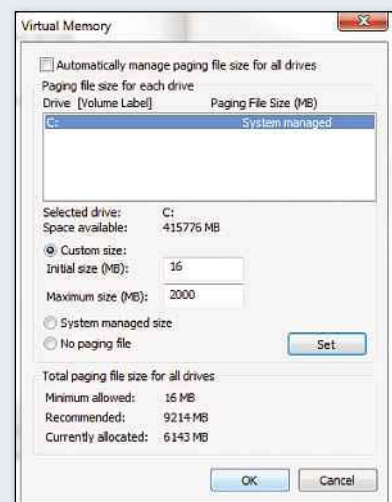 Virtual Memory
Automatically manage paging file size for all drives
Paging file size for each drive
Drive [Volume Label] Paging File Size (MB)
C: System managed
Selected drive: C:
Space available: 415776 MB
Custom size:
Initial size (MB): 16
Maximum size (MB): 2000
System managed size
No paging file Set
Total paging file size for all drives
Minimum allowed: 16 MB
Recommended: 9214 MB
Currently allocated: 6143 MB
OK Cancel